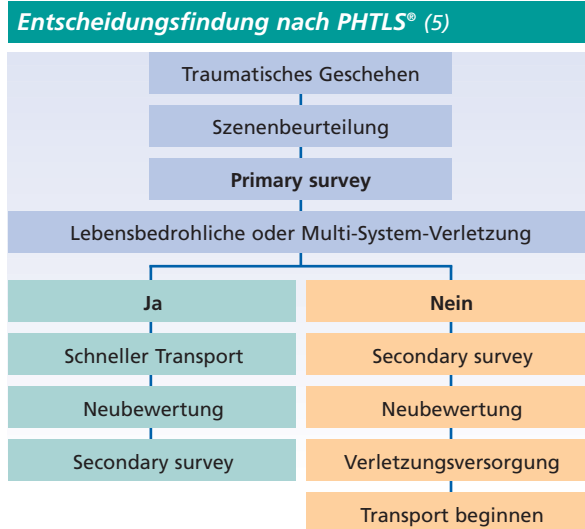 Entscheidungsfindung nach PHTLS® (5)
Traumatisches Geschehen
Szenenbeurteilung
Primary survey
Lebensbedrohliche oder Multi-System-Verletzung
Ja
Nein
Schneller Transport
Secondary survey
Neubewertung
Neubewertung
Secondary survey
Verletzungsversorgung
Transport beginnen